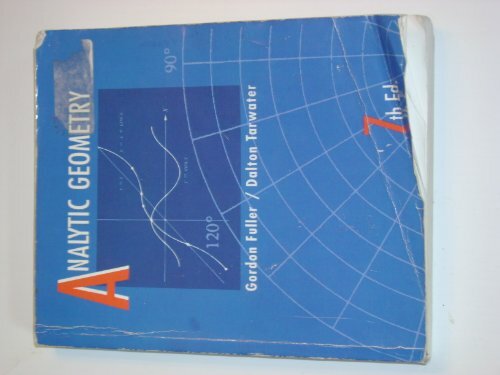 ANALYTIC GEOMETRY
90°
120°
Gordon Fuller / Dalton Tarwater
7th Ed